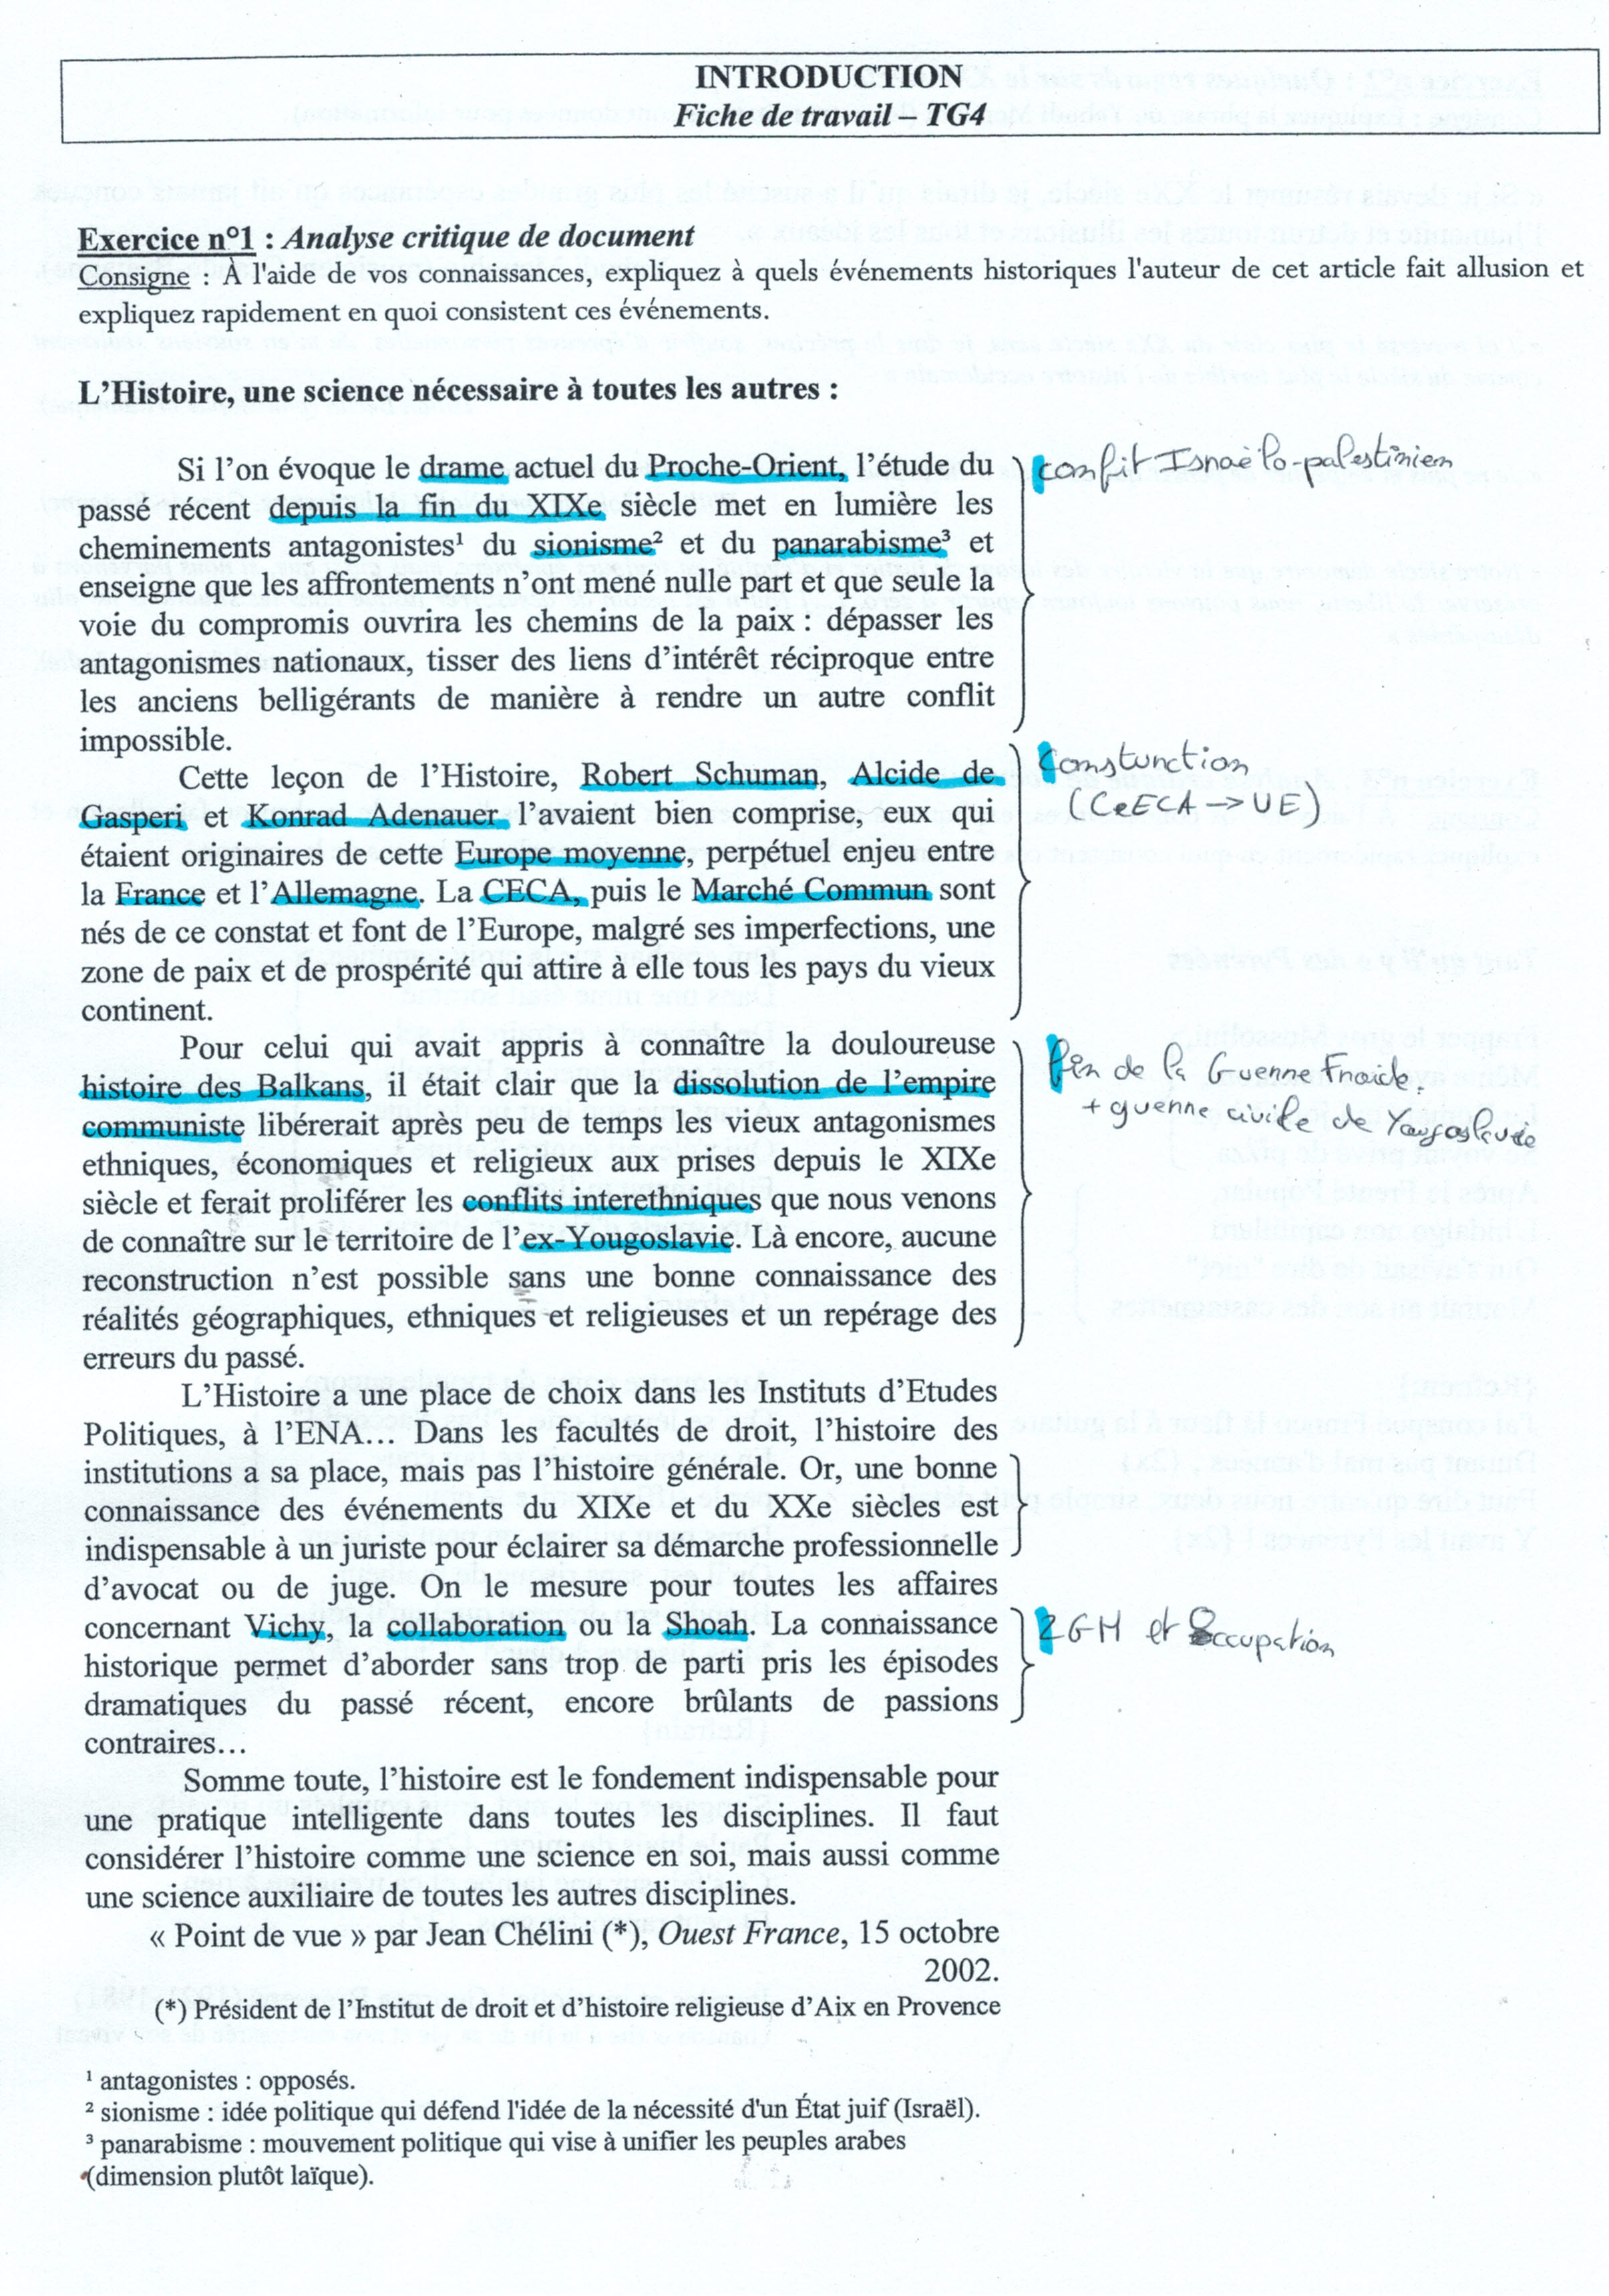 INTRODUCTION
Fiche de travail – TG4
Exercice n°1 : Analyse critique de document
Consigne : À l'aide de vos connaissances, expliquez à quels événements historiques l'auteur de cet article fait allusion et
expliquez rapidement en quoi consistent ces événements.
L'Histoire, une science nécessaire à toutes les autres :
Si l'on évoque le drame actuel du Proche-Orient, l'étude du
passé récent depuis la fin du XIXe siècle met en lumière les
cheminements antagonistes¹ du sionisme² et du panarabisme³ et
enseigne que les affrontements n'ont mené nulle part et que seule la
voie du compromis ouvrira les chemins de la paix : dépasser les
antagonismes nationaux, tisser des liens d'intérêt réciproque entre
les anciens belligérants de manière à rendre un autre conflit
impossible.
confit Israëlo-palestinien
Cette leçon de l'Histoire, Robert Schuman, Alcide de
Gasperi et Konrad Adenauer l'avaient bien comprise, eux qui
étaient originaires de cette Europe moyenne, perpétuel enjeu entre
la France et l'Allemagne. La CECA, puis le Marché Commun sont
nés de ce constat et font de l'Europe, malgré ses imperfections, une
zone de paix et de prospérité qui attire à elle tous les pays du vieux
continent.
Consturction
(CeECA → UE)
Pour celui qui avait appris à connaître la douloureuse
histoire des Balkans, il était clair que la dissolution de l'empire
communiste libérerait après peu de temps les vieux antagonismes
ethniques, économiques et religieux aux prises depuis le XIXe
siècle et ferait proliférer les conflits interethniques que nous venons
de connaître sur le territoire de l'ex-Yougoslavie. Là encore, aucune
reconstruction n'est possible sans une bonne connaissance des
réalités géographiques, ethniques et religieuses et un repérage des
erreurs du passé.
fin de la Guerre Froide.
+ guerre civile de Yougoslavie
L'Histoire a une place de choix dans les Instituts d'Etudes
Politiques, à l'ENA… Dans les facultés de droit, l'histoire des
institutions a sa place, mais pas l'histoire générale. Or, une bonne
connaissance des événements du XIXe et du XXe siècles est
indispensable à un juriste pour éclairer sa démarche professionnelle
d'avocat ou de juge. On le mesure pour toutes les affaires
concernant Vichy, la collaboration ou la Shoah. La connaissance
historique permet d'aborder sans trop de parti pris les épisodes
dramatiques du passé récent, encore brûlants de passions
contraires…
2GM et Occupation
Somme toute, l'histoire est le fondement indispensable pour
une pratique intelligente dans toutes les disciplines. Il faut
considérer l'histoire comme une science en soi, mais aussi comme
une science auxiliaire de toutes les autres disciplines.
« Point de vue » par Jean Chélini (*), Ouest France, 15 octobre
2002.
(*) Président de l'Institut de droit et d'histoire religieuse d'Aix en Provence
¹ antagonistes : opposés.
² sionisme : idée politique qui défend l'idée de la nécessité d'un État juif (Israël).
³ panarabisme : mouvement politique qui vise à unifier les peuples arabes
(dimension plutôt laïque).